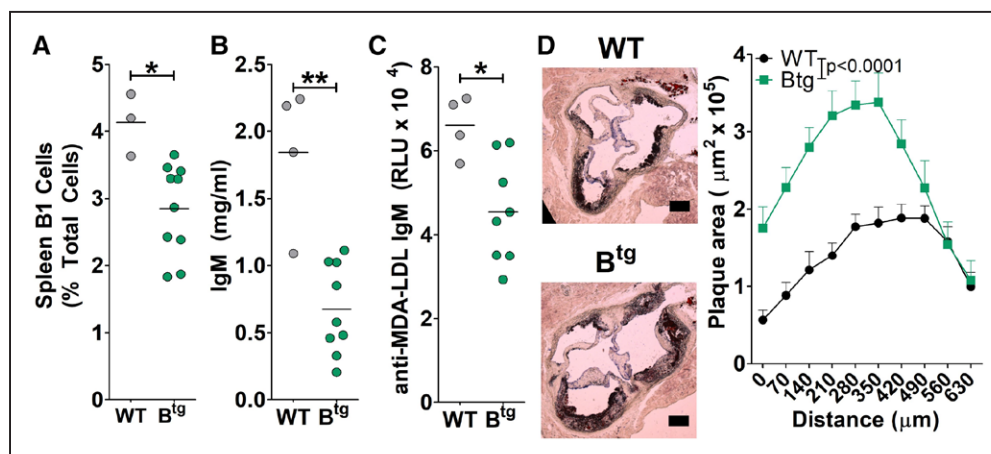 A
Spleen B1 Cells
(% Total Cells)
5
4
3
2
1
0
*
WT
Bᵗᵍ
B
IgM (mg/ml)
2.5
2.0
1.5
1.0
0.5
0.0
**
WT
Bᵗᵍ
C
anti-MDA-LDL IgM (RLU x 10 ⁴)
8
6
4
2
0
*
WT
Bᵗᵍ
D
WT
Bᵗᵍ
Plaque area ( µm² x 10⁵)
4
3
2
1
0
WT
Btg
p<0.0001
0
70
140
210
280
350
420
490
560
630
Distance (µm)